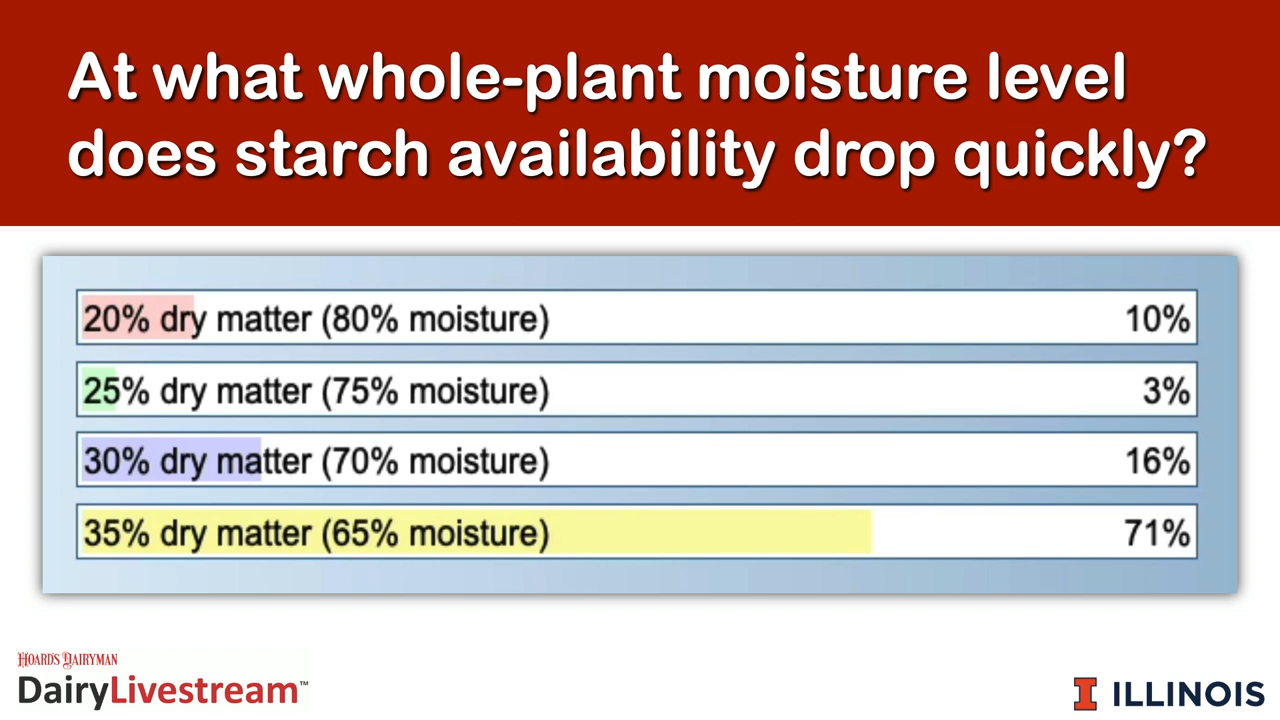 At what whole-plant moisture level
does starch availability drop quickly?
20% dry matter (80% moisture) 10%
25% dry matter (75% moisture) 3%
30% dry matter (70% moisture) 16%
35% dry matter (65% moisture) 71%
HOARD'S DAIRYMAN
DairyLivestream™
I ILLINOIS